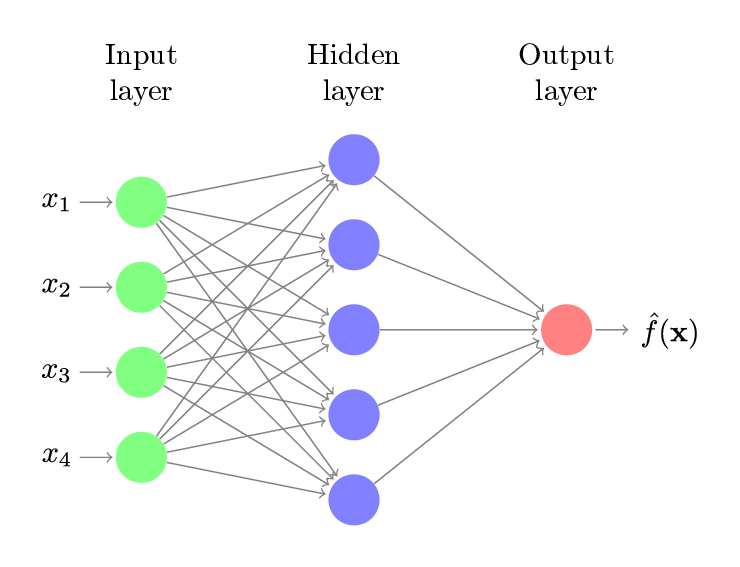 Input
layer
Hidden
layer
Output
layer
x₁
x₂
x₃
x₄
f̂(𝐱)